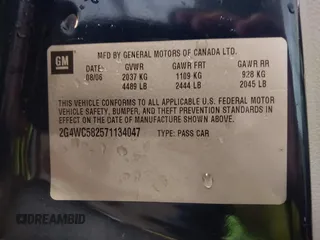 GM
MFD BY GENERAL MOTORS OF CANADA LTD.
DATE GVWR GAWR FRT GAWR RR
08/06 2037 KG 1109 KG 928 KG
4489 LB 2444 LB 2045 LB
THIS VEHICLE CONFORMS TO ALL APPLICABLE U.S. FEDERAL MOTOR
VEHICLE SAFETY, BUMPER, AND THEFT PREVENTION STANDARDS IN
EFFECT ON THE DATE OF MANUFACTURE SHOWN ABOVE.
2G4WC582571134047 TYPE: PASS CAR
DREAMBID